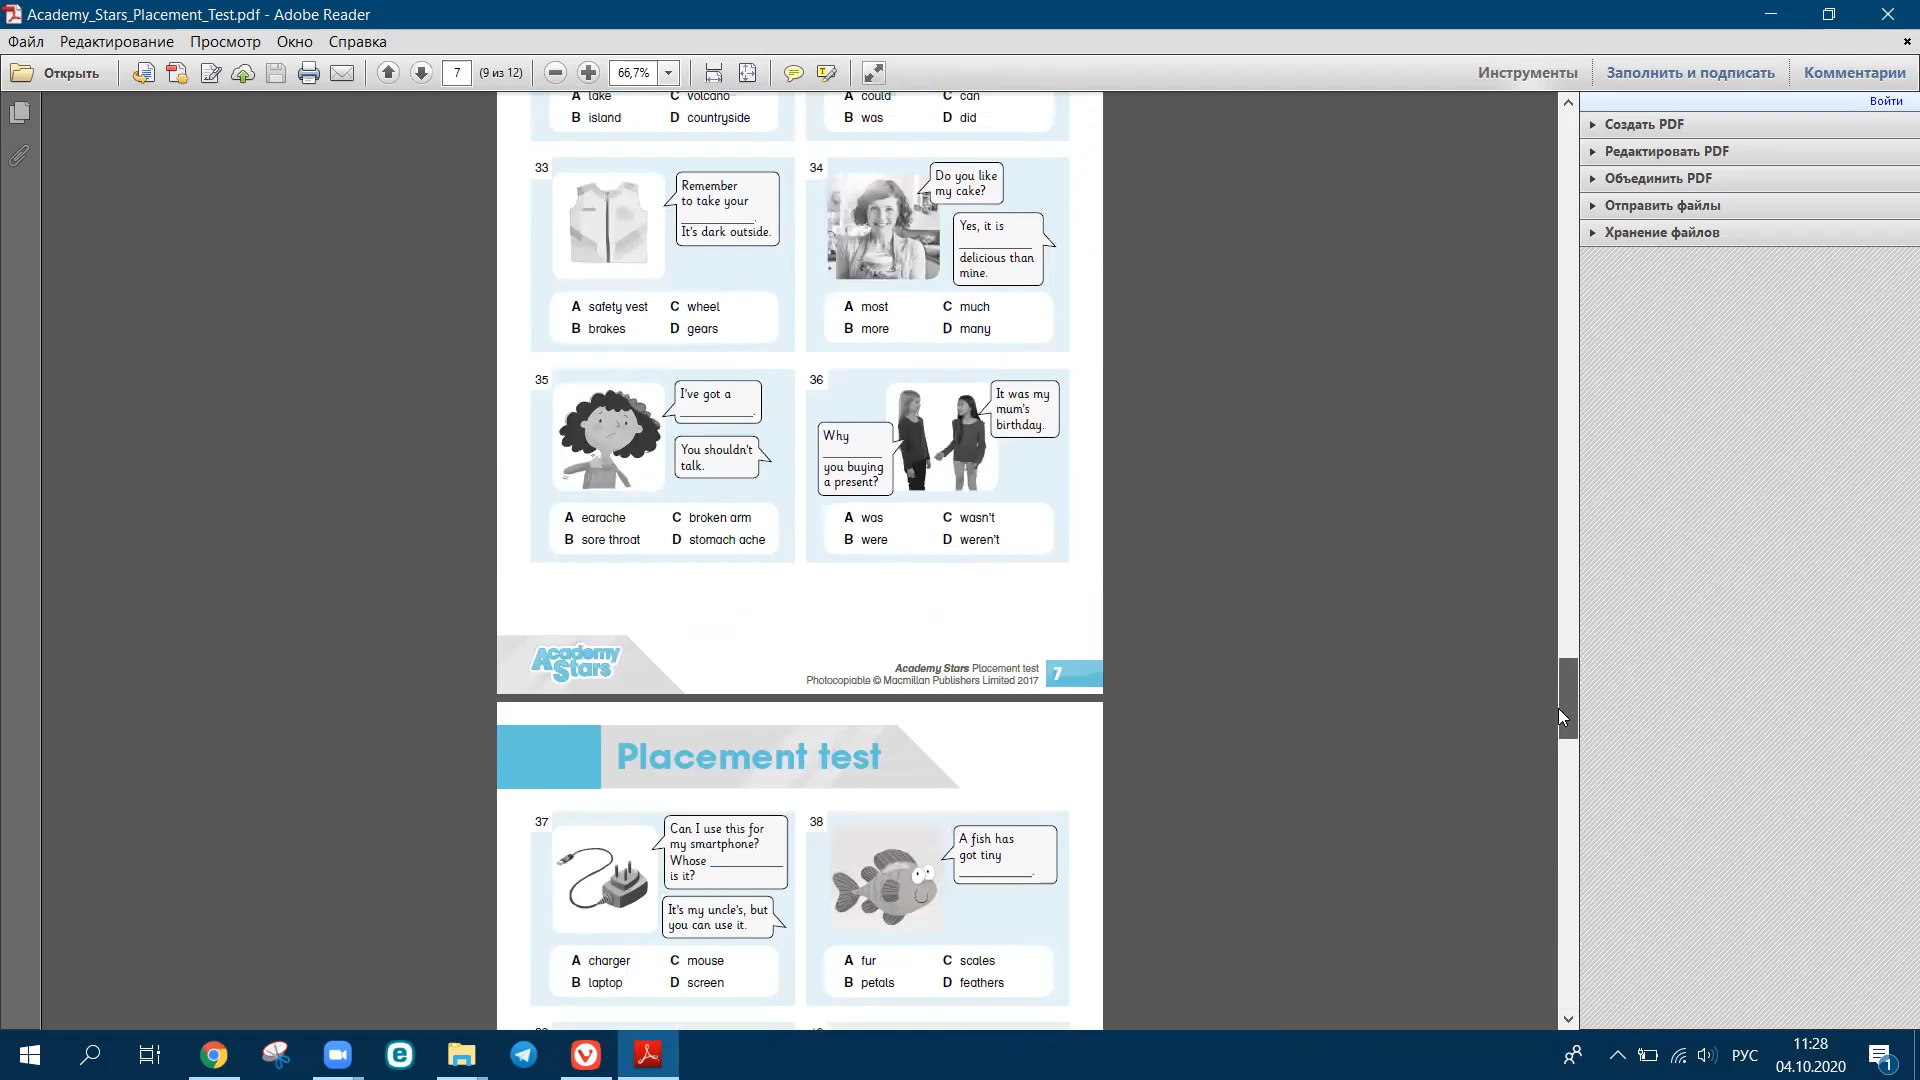 Academy_Stars_Placement_Test.pdf - Adobe Reader
Файл Редактирование Просмотр Окно Справка
Открыть 7 (9 из 12) 66,7% Инструменты Заполнить и подписать Комментарии
Войти
Создать PDF
Редактировать PDF
Объединить PDF
Отправить файлы
Хранение файлов
A lake C volcano
B island D countryside
A could C can
B was D did
33
Remember
to take your
__________.
It's dark outside.
A safety vest C wheel
B brakes D gears
34
Do you like
my cake?
Yes, it is
__________
delicious than
mine.
A most C much
B more D many
35
I've got a
__________.
You shouldn't
talk.
A earache C broken arm
B sore throat D stomach ache
36
It was my
mum's
birthday.
Why
________
you buying
a present?
A was C wasn't
B were D weren't
Academy
Stars
Academy Stars Placement test
Photocopiable © Macmillan Publishers Limited 2017
7
Placement test
37
Can I use this for
my smartphone?
Whose __________
is it?
It's my uncle's, but
you can use it.
A charger C mouse
B laptop D screen
38
A fish has
got tiny
__________.
A fur C scales
B petals D feathers
РУС
11:28
04.10.2020
1